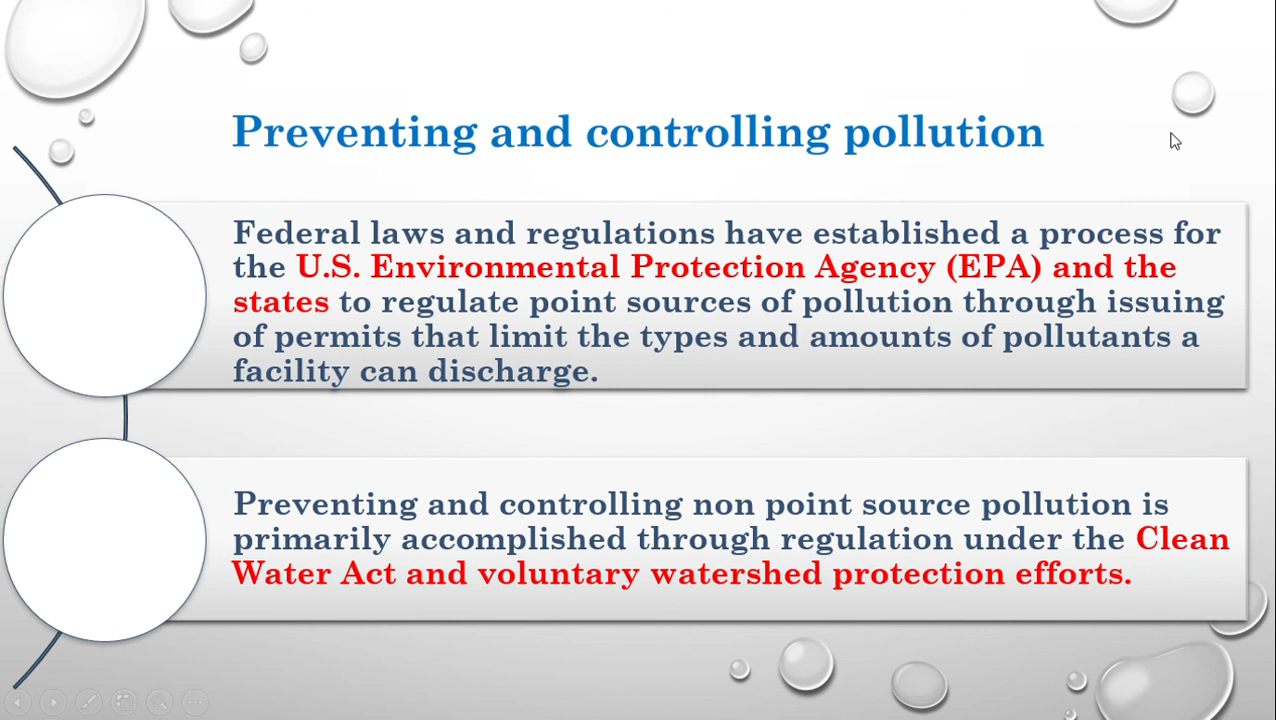 Preventing and controlling pollution
Federal laws and regulations have established a process for
the U.S. Environmental Protection Agency (EPA) and the
states to regulate point sources of pollution through issuing
of permits that limit the types and amounts of pollutants a
facility can discharge.
Preventing and controlling non point source pollution is
primarily accomplished through regulation under the Clean
Water Act and voluntary watershed protection efforts.